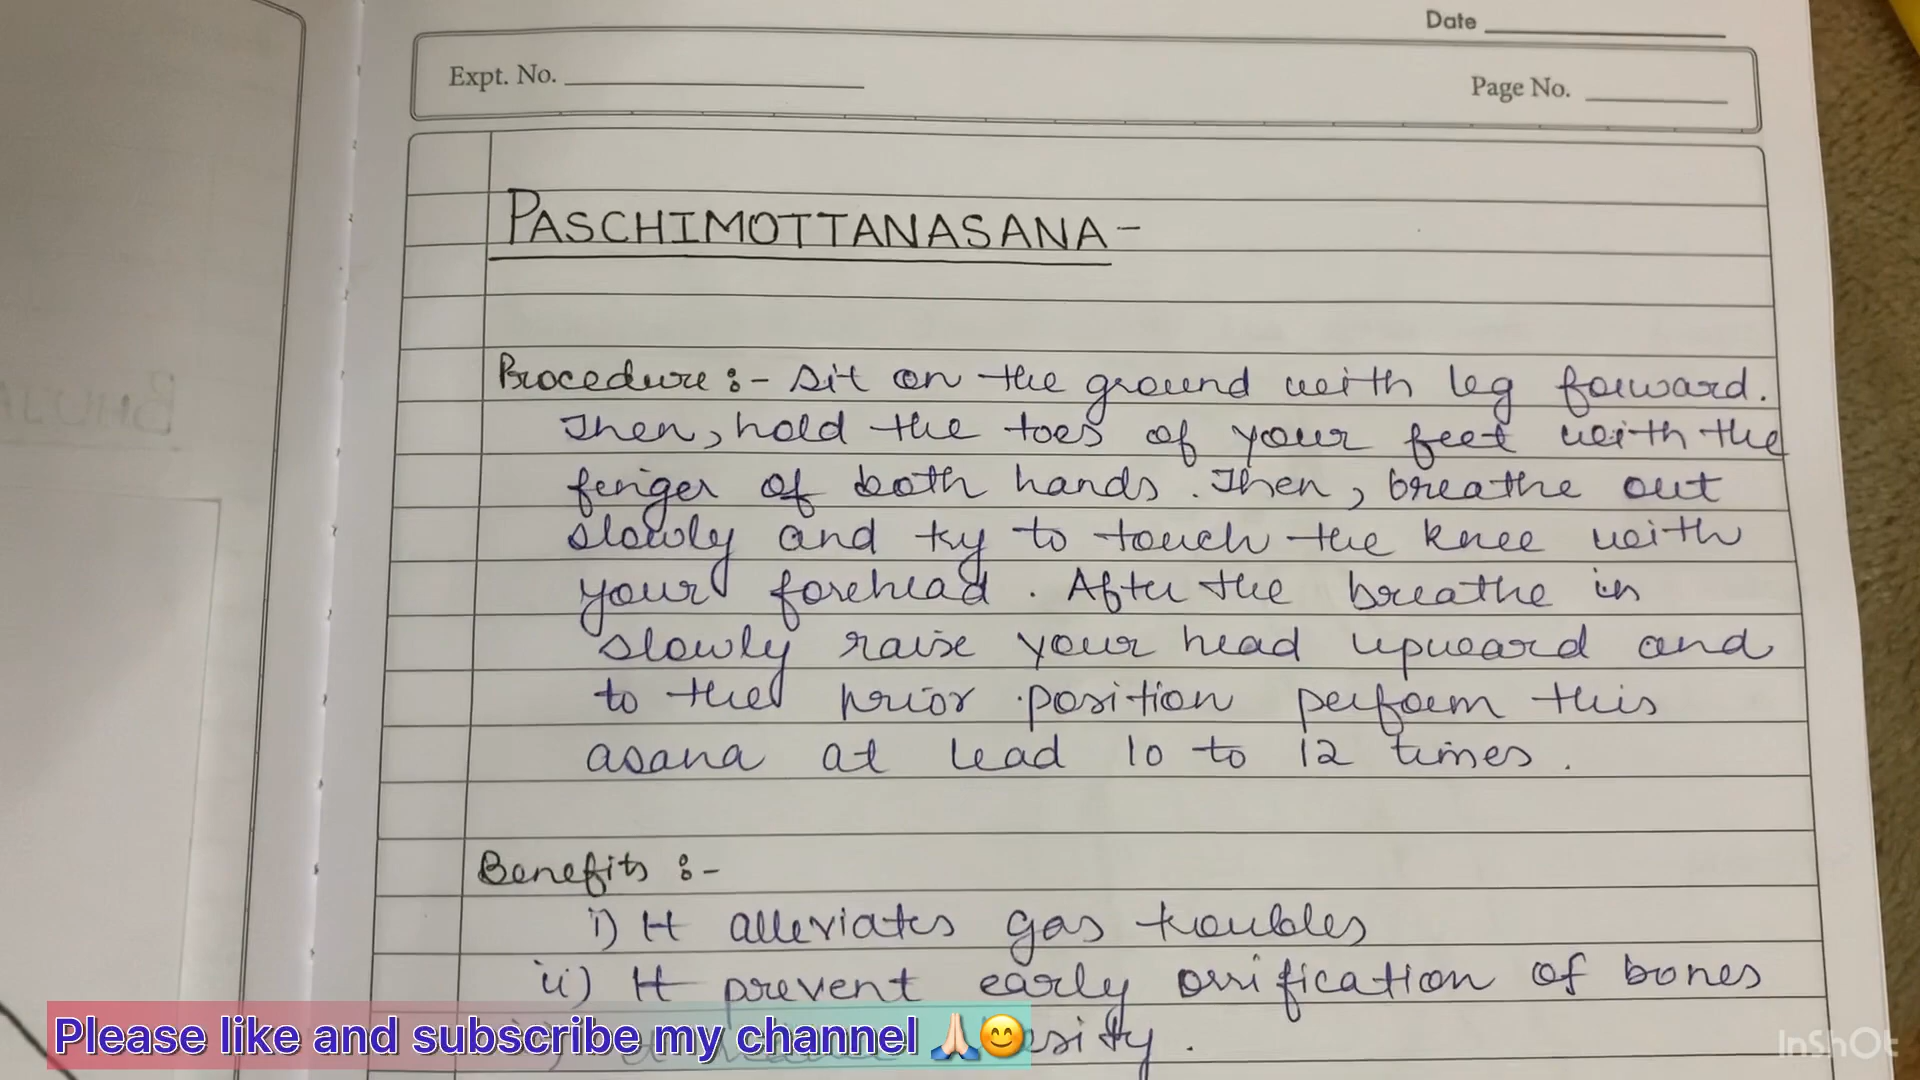 Date
Expt. No.
Page No.
PASCHIMOTTANASANA-
Procedure :- Sit on the ground with leg forward.
Then, hold the toes of your feet with the
finger of both hands. Then, breathe out
slowly and try to touch the knee with
your forehead. After the breathe in
slowly raise your head upward and
to the prior position perform this
asana at lead 10 to 12 times.
Benefits :-
i) It alleviates gas troubles
ii) It prevent early ossification of bones
Please like and subscribe my channel 🙏🏻😊
esity.
InShOt